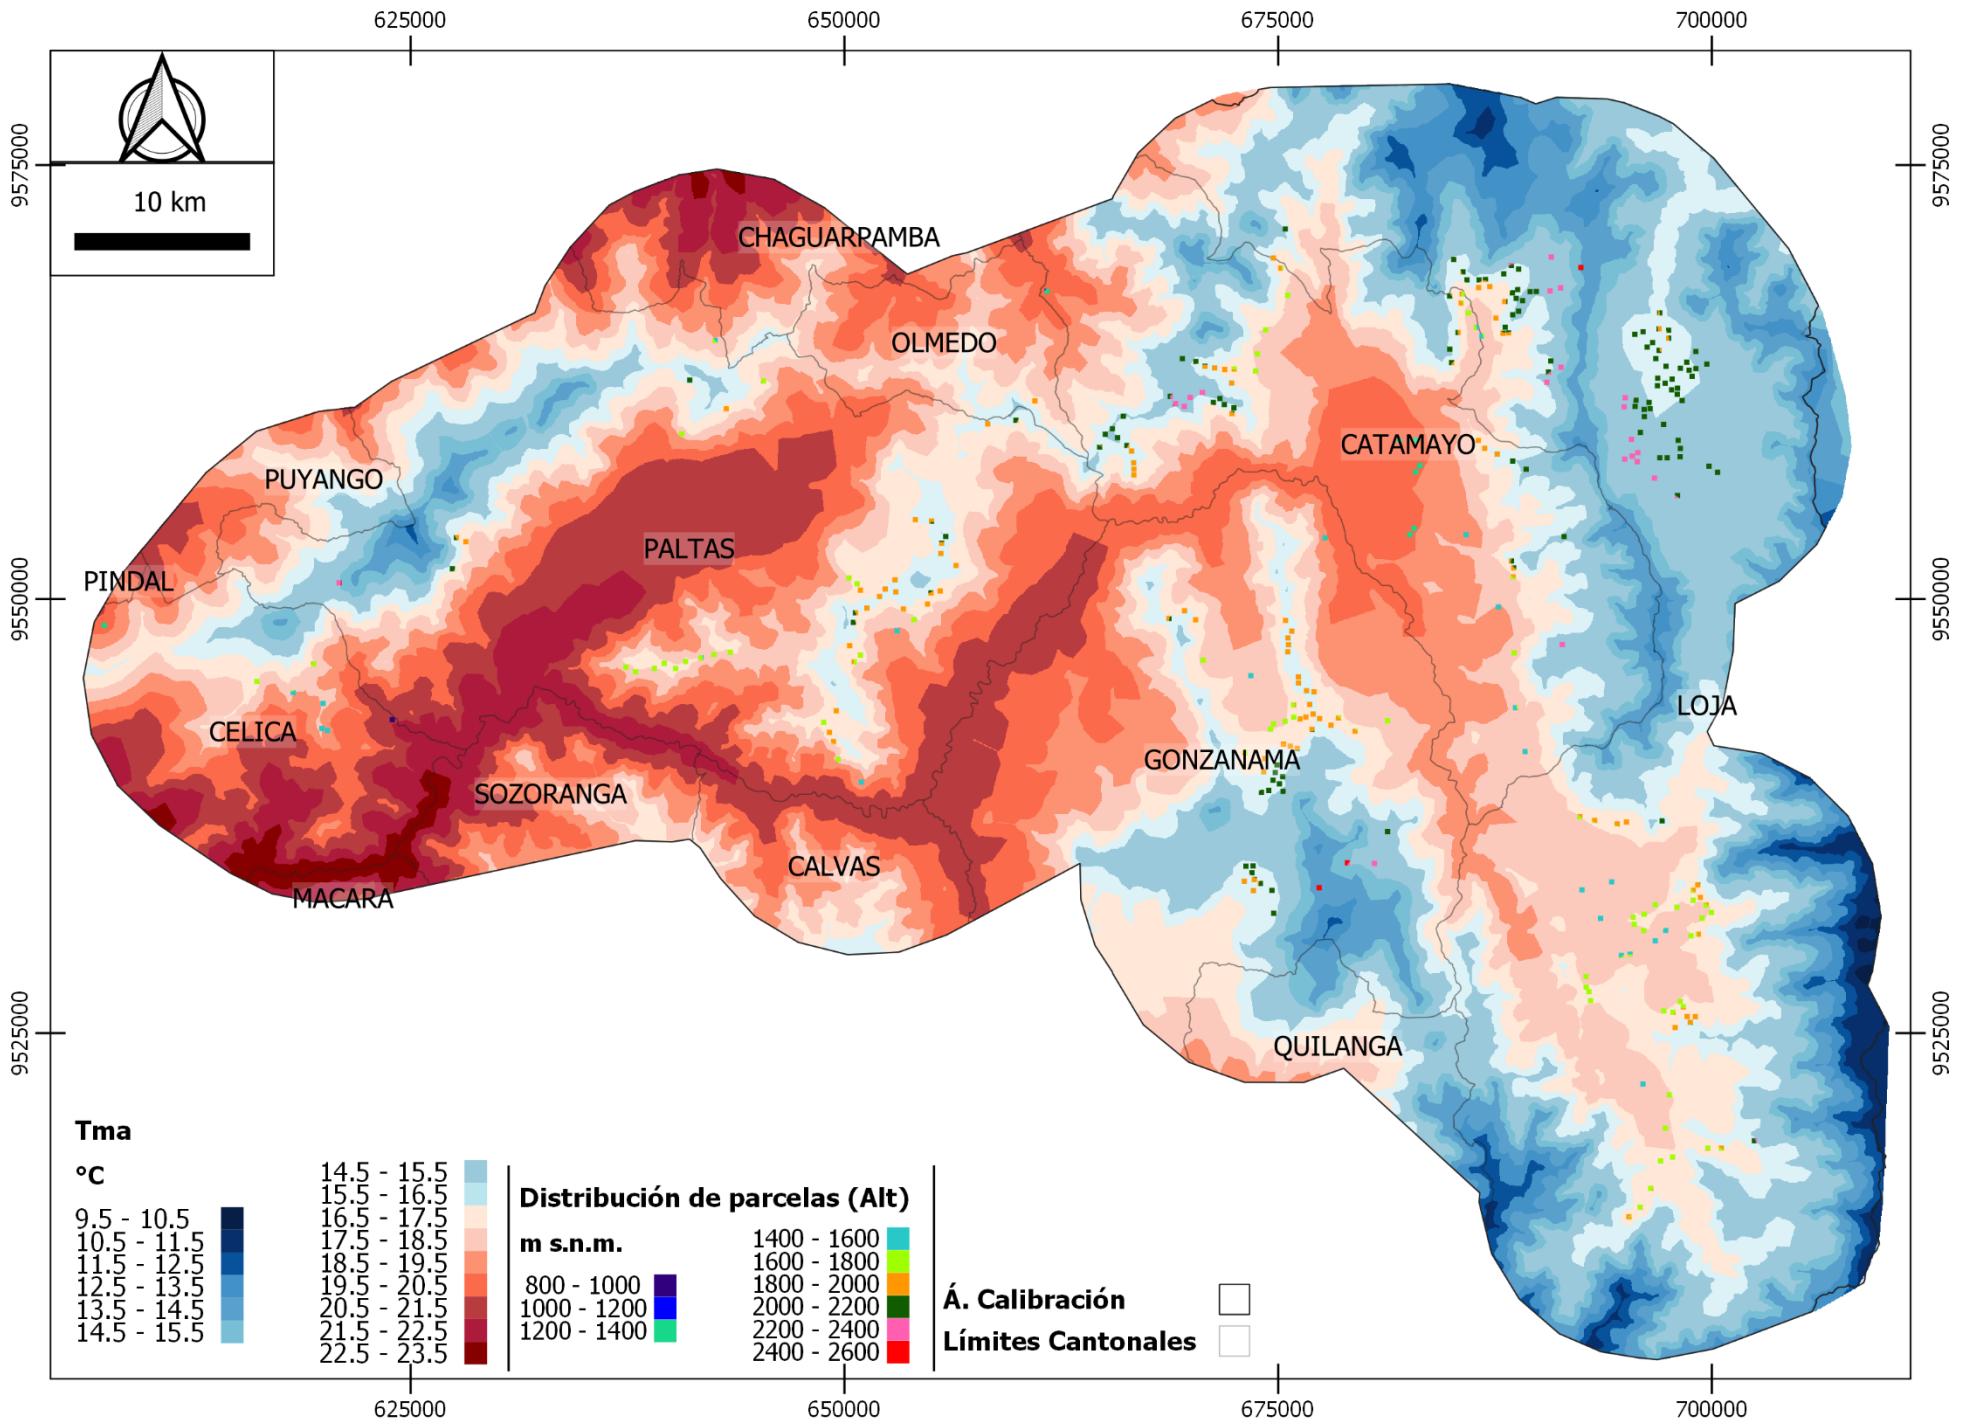 625000
650000
675000
700000
9575000
9575000
10 km
CHAGUARPAMBA
OLMEDO
CATAMAYO
PUYANGO
PALTAS
PINDAL
9550000
9550000
LOJA
CELICA
GONZANAMA
SOZORANGA
CALVAS
MACARA
9525000
9525000
QUILANGA
Tma
°C
9.5 - 10.5
10.5 - 11.5
11.5 - 12.5
12.5 - 13.5
13.5 - 14.5
14.5 - 15.5
14.5 - 15.5
15.5 - 16.5
16.5 - 17.5
17.5 - 18.5
18.5 - 19.5
19.5 - 20.5
20.5 - 21.5
21.5 - 22.5
22.5 - 23.5
Distribución de parcelas (Alt)
m s.n.m.
800 - 1000
1000 - 1200
1200 - 1400
1400 - 1600
1600 - 1800
1800 - 2000
2000 - 2200
2200 - 2400
2400 - 2600
Á. Calibración
Límites Cantonales
625000
650000
675000
700000